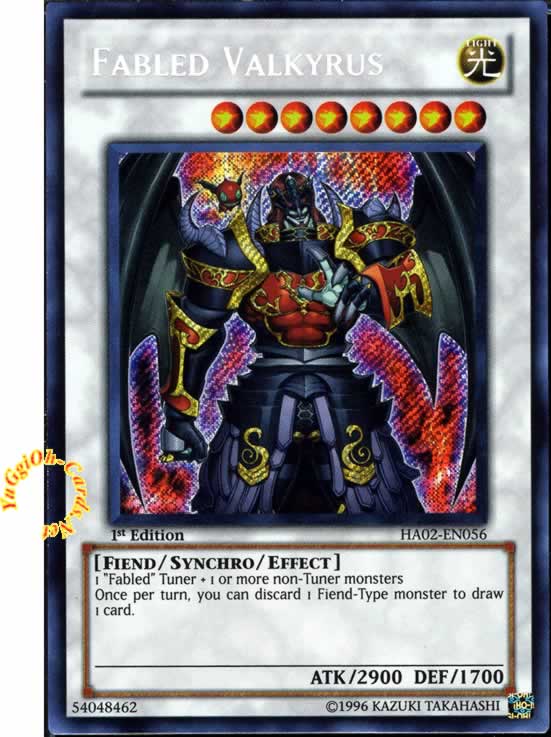 Fabled Valkyrus
LIGHT
光
1st Edition
HA02-EN056
[Fiend/Synchro/Effect]
1 "Fabled" Tuner + 1 or more non-Tuner monsters
Once per turn, you can discard 1 Fiend-Type monster to draw
1 card.
ATK/2900 DEF/1700
54048462
©1996 KAZUKI TAKAHASHI
YuGgiOh-Cards.Net